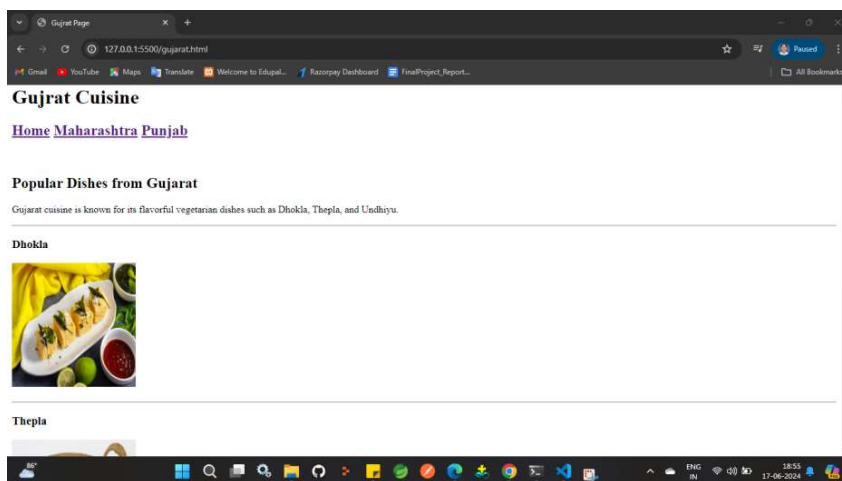 Gujrat Page
127.0.0.1:5500/gujarat.html
Paused
Gmail YouTube Maps Translate Welcome to Edupal... Razorpay Dashboard FinalProject_Report... All Bookmarks
Gujrat Cuisine
Home Maharashtra Punjab
Popular Dishes from Gujarat
Gujarat cuisine is known for its flavorful vegetarian dishes such as Dhokla, Thepla, and Undhiyu.
Dhokla
Thepla
86°
ENG
IN
18:55
17-06-2024